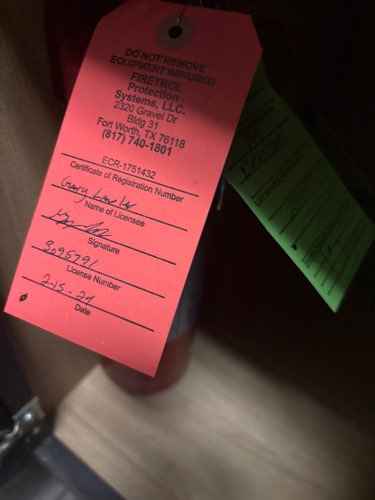 DO NOT REMOVE
EQUIPMENT IMPAIRED
FIRETROL
Protection
Systems, LLC.
2320 Gravel Dr
Bldg 31
Fort Worth, TX 76118
(817) 740-1801
ECR-1751432
Certificate of Registration Number
Gary
Name of Licensee
Signature
3095791
License Number
2-15-24
Date